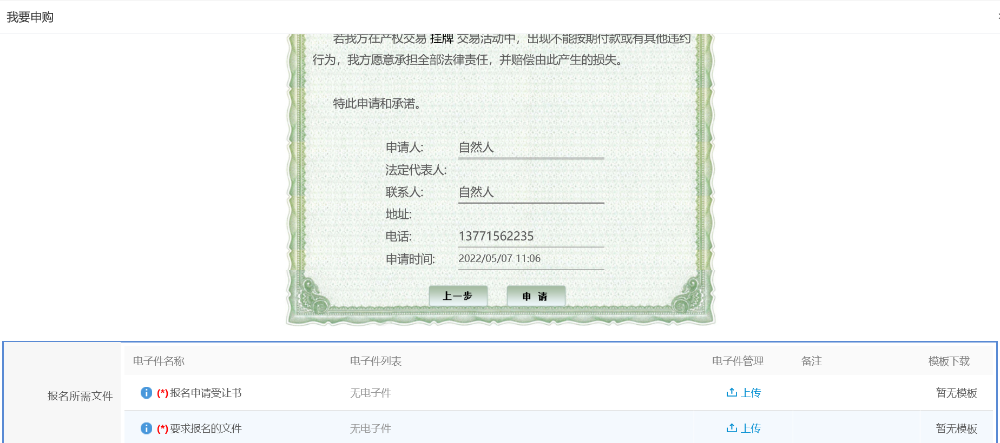 我要申购
若我方在产权交易 挂牌 交易活动中，出现不能按期付款或有其他违约
行为，我方愿意承担全部法律责任，并赔偿由此产生的损失。
特此申请和承诺。
申请人: 自然人
法定代表人:
联系人: 自然人
地址:
电话: 13771562235
申请时间: 2022/05/07 11:06
上一步 申 请
电子件名称 电子件列表 电子件管理 备注 模板下载
报名所需文件
(*)报名申请受让书 无电子件 上传 暂无模板
(*)要求报名的文件 无电子件 上传 暂无模板